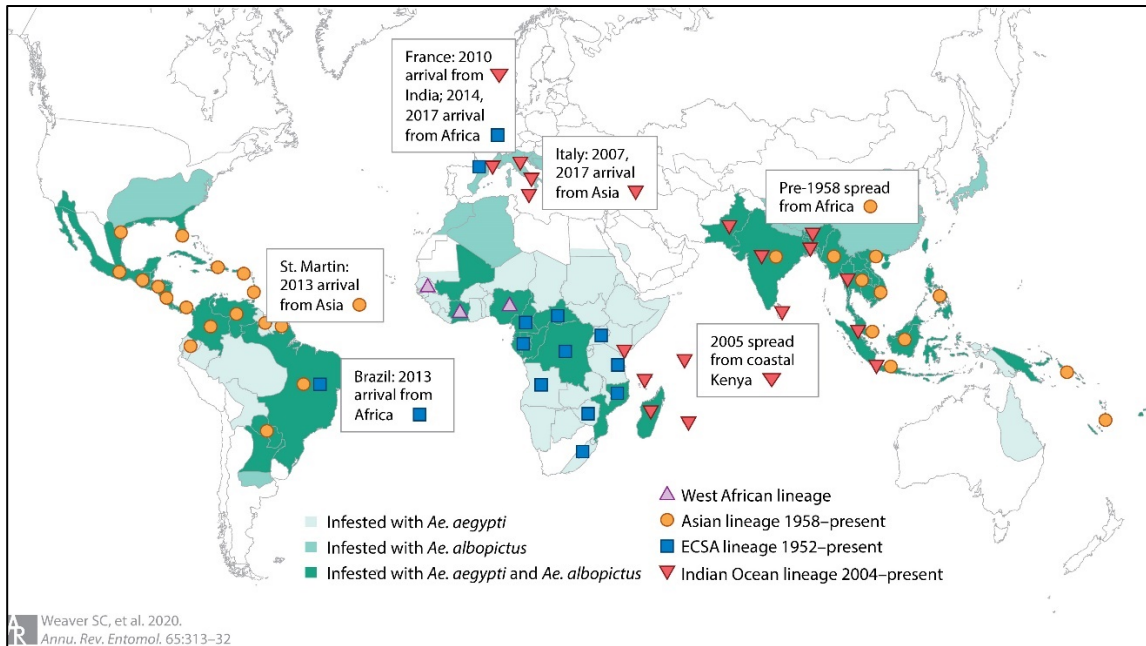 France: 2010
arrival from
India; 2014,
2017 arrival
from Africa
Italy: 2007,
2017 arrival
from Asia
Pre-1958 spread
from Africa
St. Martin:
2013 arrival
from Asia
2005 spread
from coastal
Kenya
Brazil: 2013
arrival from
Africa
Infested with Ae. aegypti
Infested with Ae. albopictus
Infested with Ae. aegypti and Ae. albopictus
West African lineage
Asian lineage 1958–present
ECSA lineage 1952–present
Indian Ocean lineage 2004–present
AR Weaver SC, et al. 2020.
Annu. Rev. Entomol. 65:313–32